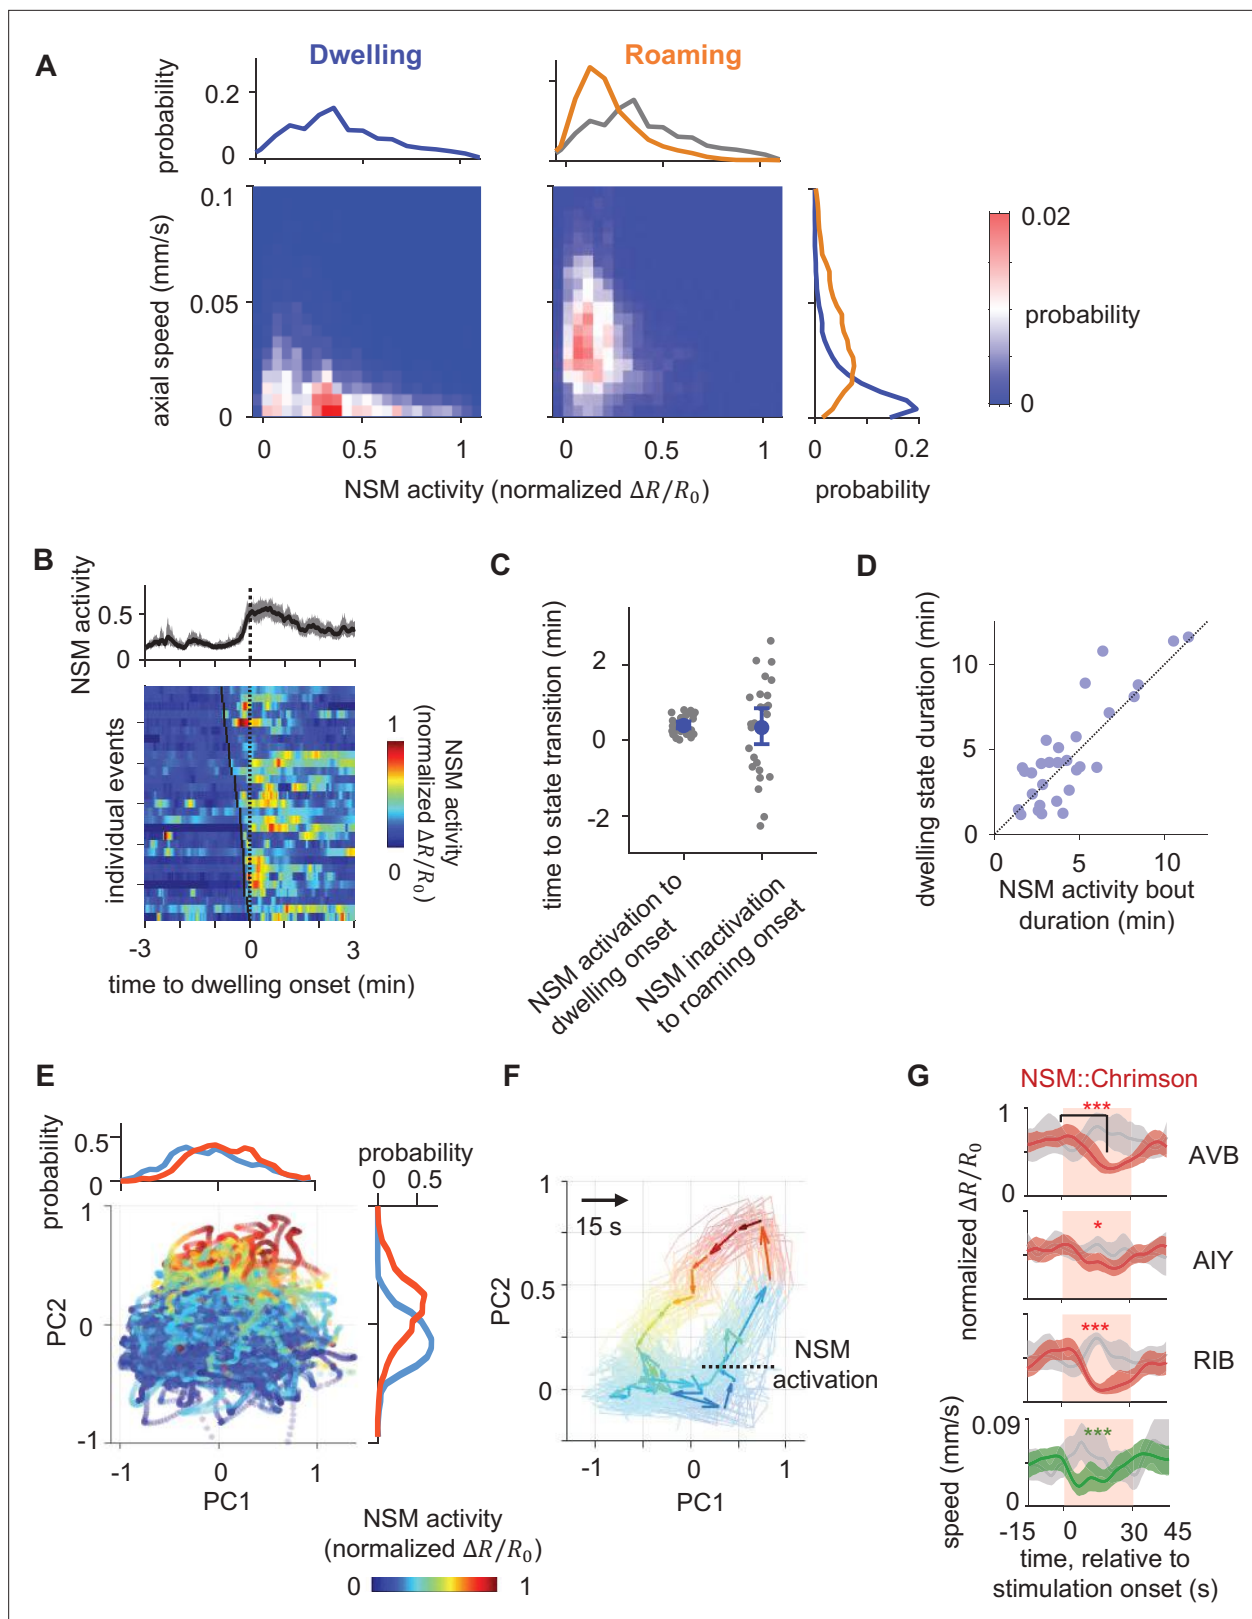 A
Dwelling
Roaming
probability
0.2
0
axial speed (mm/s)
0.1
0.05
0
0
0.5
1
0
0.5
1
NSM activity (normalized ΔR/R₀)
0
0.2
probability
0.02
probability
0
B
NSM activity
0.5
0
individual events
-3
0
3
time to dwelling onset (min)
1
0
NSM activity
(normalized ΔR/R₀)
C
time to state transition (min)
2
0
-2
NSM activation to
dwelling onset
NSM inactivation
to roaming onset
D
dwelling state duration (min)
10
5
0
0
5
10
NSM activity bout
duration (min)
E
probability
0.5
0
probability
0
0.6
PC2
1
0
-1
-1
0
1
PC1
NSM activity
(normalized ΔR/R₀)
0
1
F
1
15 s
PC2
0.5
0
NSM
activation
-1
0
1
PC1
G
NSM::Chrimson
normalized ΔR/R₀
1
0
***
AVB
*
AIY
***
RIB
speed (mm/s)
0.09
0
***
-15
0
30
45
time, relative to
stimulation onset (s)